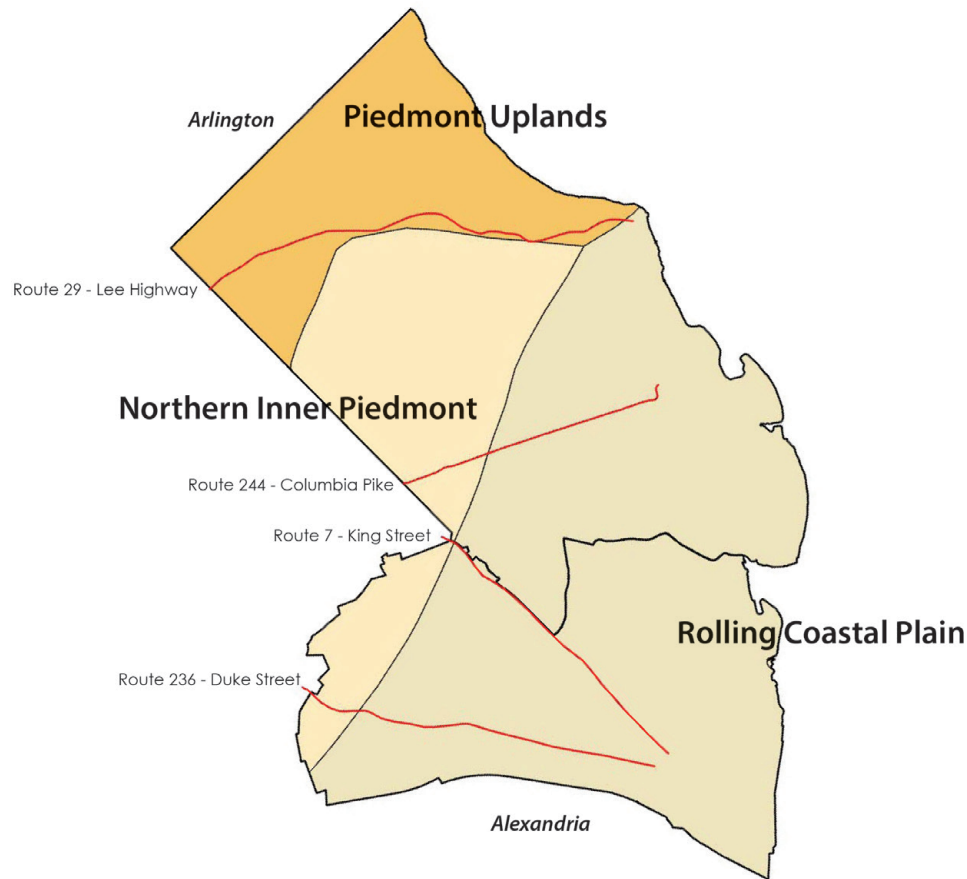 Arlington
Piedmont Uplands
Route 29 - Lee Highway
Northern Inner Piedmont
Route 244 - Columbia Pike
Route 7 - King Street
Rolling Coastal Plain
Route 236 - Duke Street
Alexandria